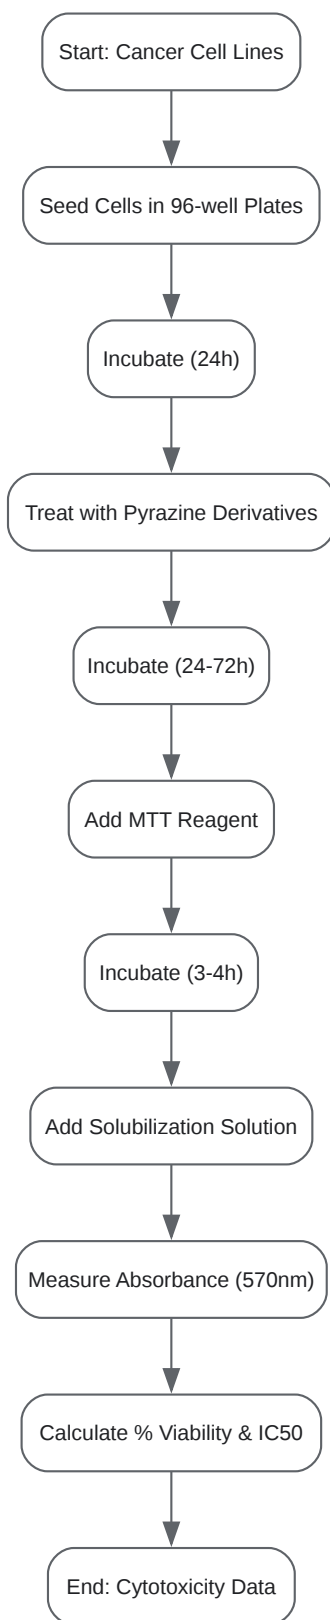 Start: Cancer Cell Lines
Seed Cells in 96-well Plates
Incubate (24h)
Treat with Pyrazine Derivatives
Incubate (24-72h)
Add MTT Reagent
Incubate (3-4h)
Add Solubilization Solution
Measure Absorbance (570nm)
Calculate % Viability & IC50
End: Cytotoxicity Data